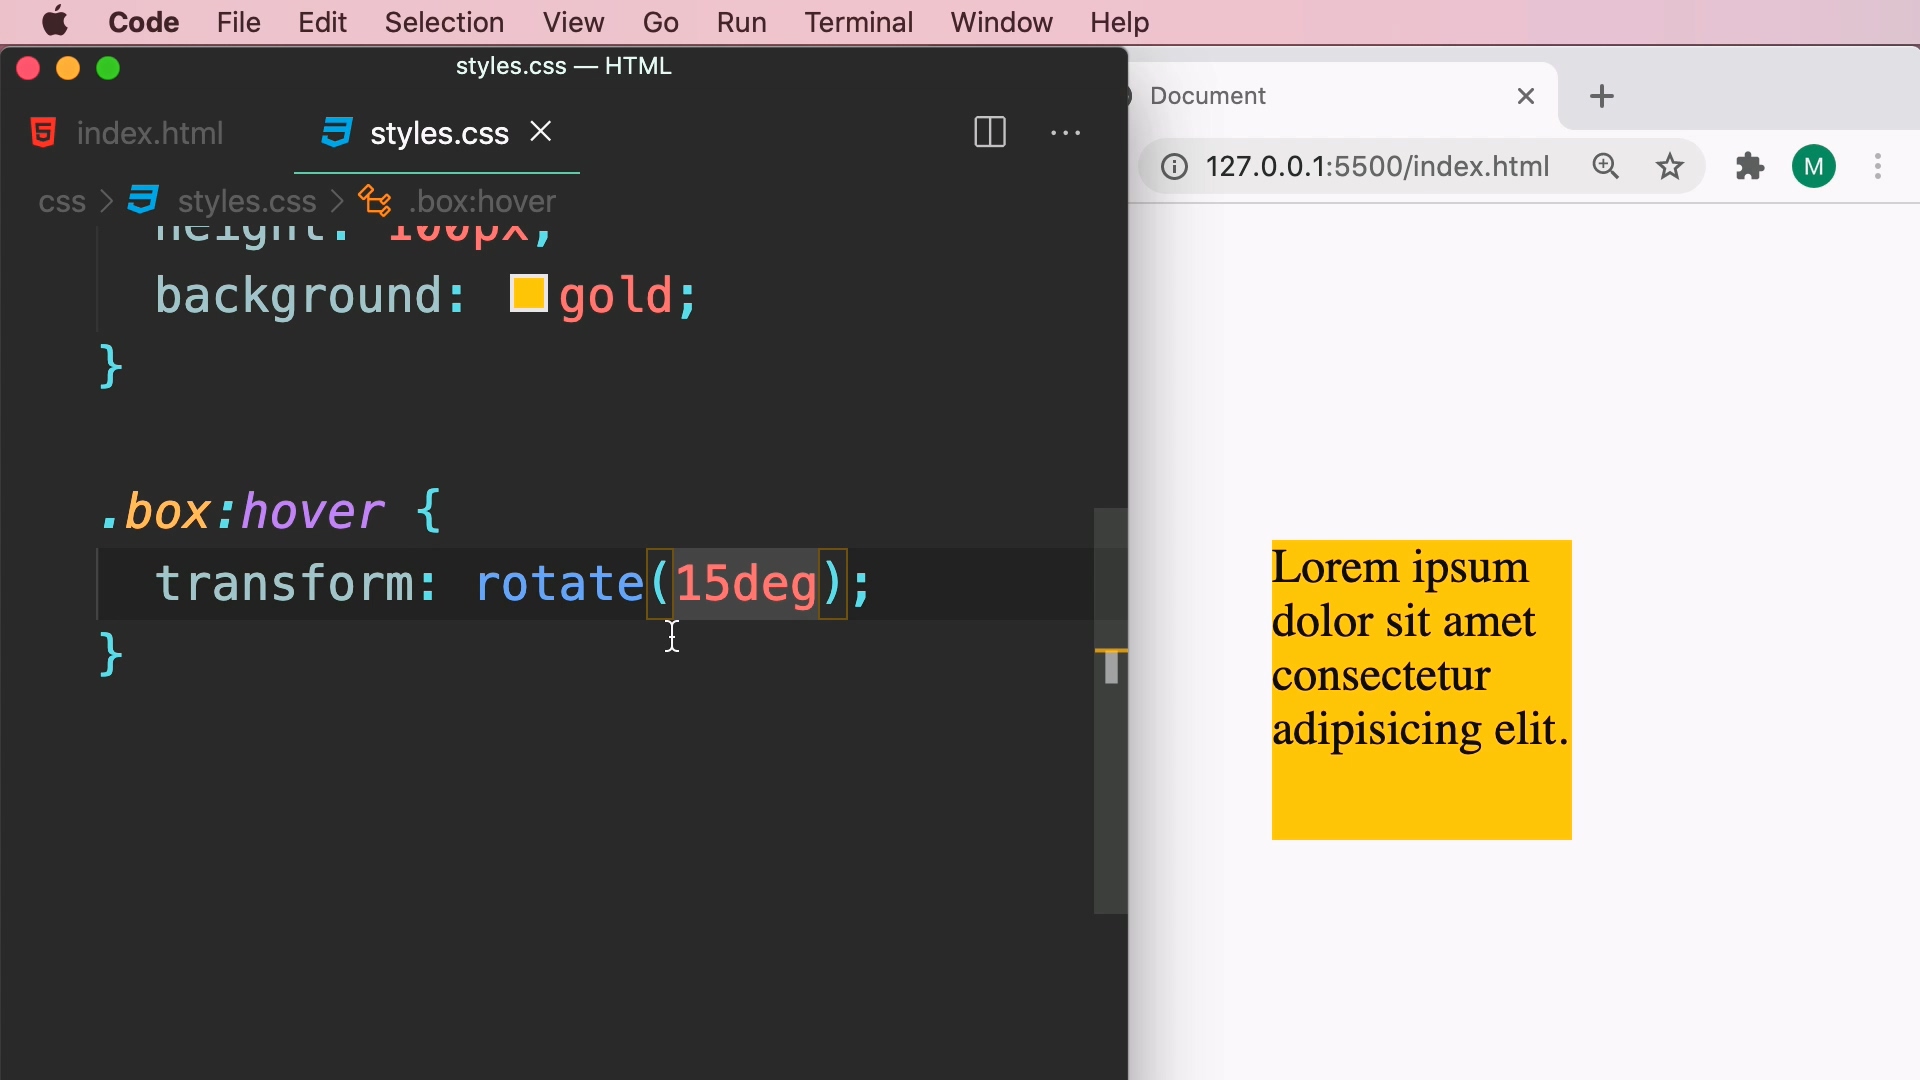 Code File Edit Selection View Go Run Terminal Window Help
styles.css — HTML
index.html styles.css
css > styles.css > .box:hover
height: 100px;
background: gold;
}
.box:hover {
transform: rotate(15deg);
}
Document
127.0.0.1:5500/index.html
M
Lorem ipsum
dolor sit amet
consectetur
adipisicing elit.